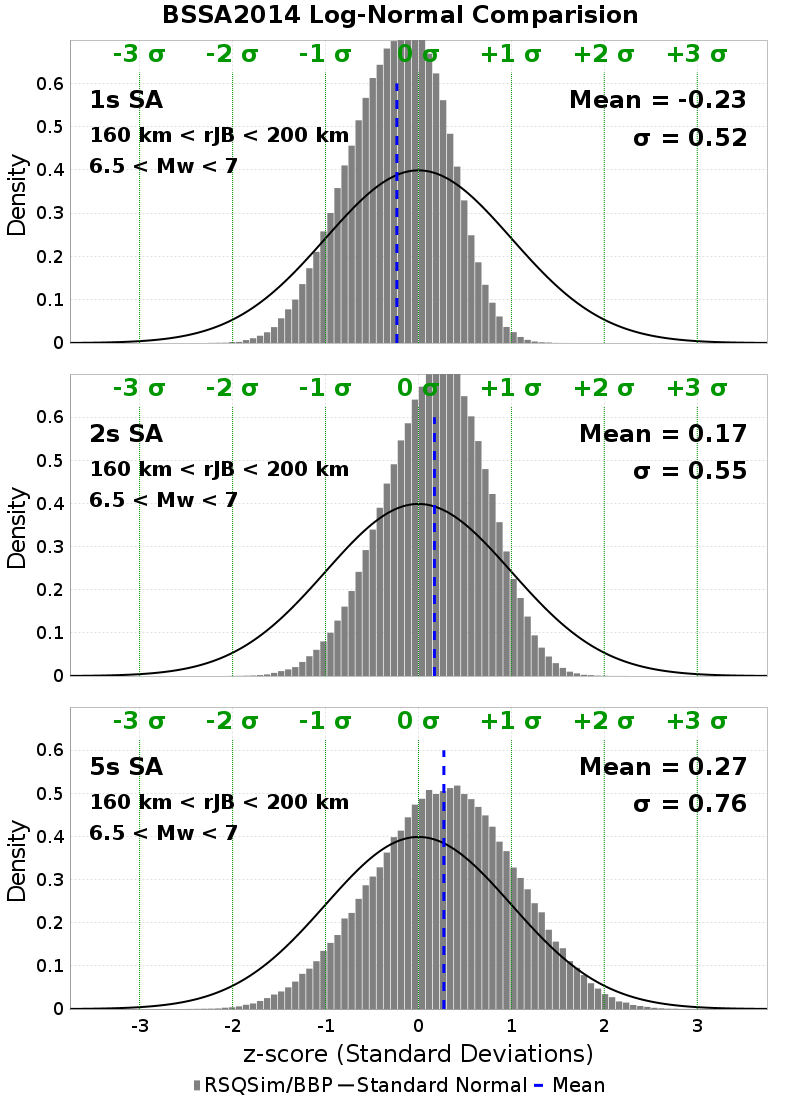 BSSA2014 Log-Normal Comparision
-3 σ -2 σ -1 σ 0 σ +1 σ +2 σ +3 σ
1s SA
Mean = -0.23
160 km < rJB < 200 km
σ = 0.52
6.5 < Mw < 7
Density
0.6
0.5
0.4
0.3
0.2
0.1
0
-3 σ -2 σ -1 σ 0 σ +1 σ +2 σ +3 σ
2s SA
Mean = 0.17
160 km < rJB < 200 km
σ = 0.55
6.5 < Mw < 7
Density
0.6
0.5
0.4
0.3
0.2
0.1
0
-3 σ -2 σ -1 σ 0 σ +1 σ +2 σ +3 σ
5s SA
Mean = 0.27
160 km < rJB < 200 km
σ = 0.76
6.5 < Mw < 7
Density
0.6
0.5
0.4
0.3
0.2
0.1
0
-3 -2 -1 0 1 2 3
z-score (Standard Deviations)
RSQSim/BBP Standard Normal Mean